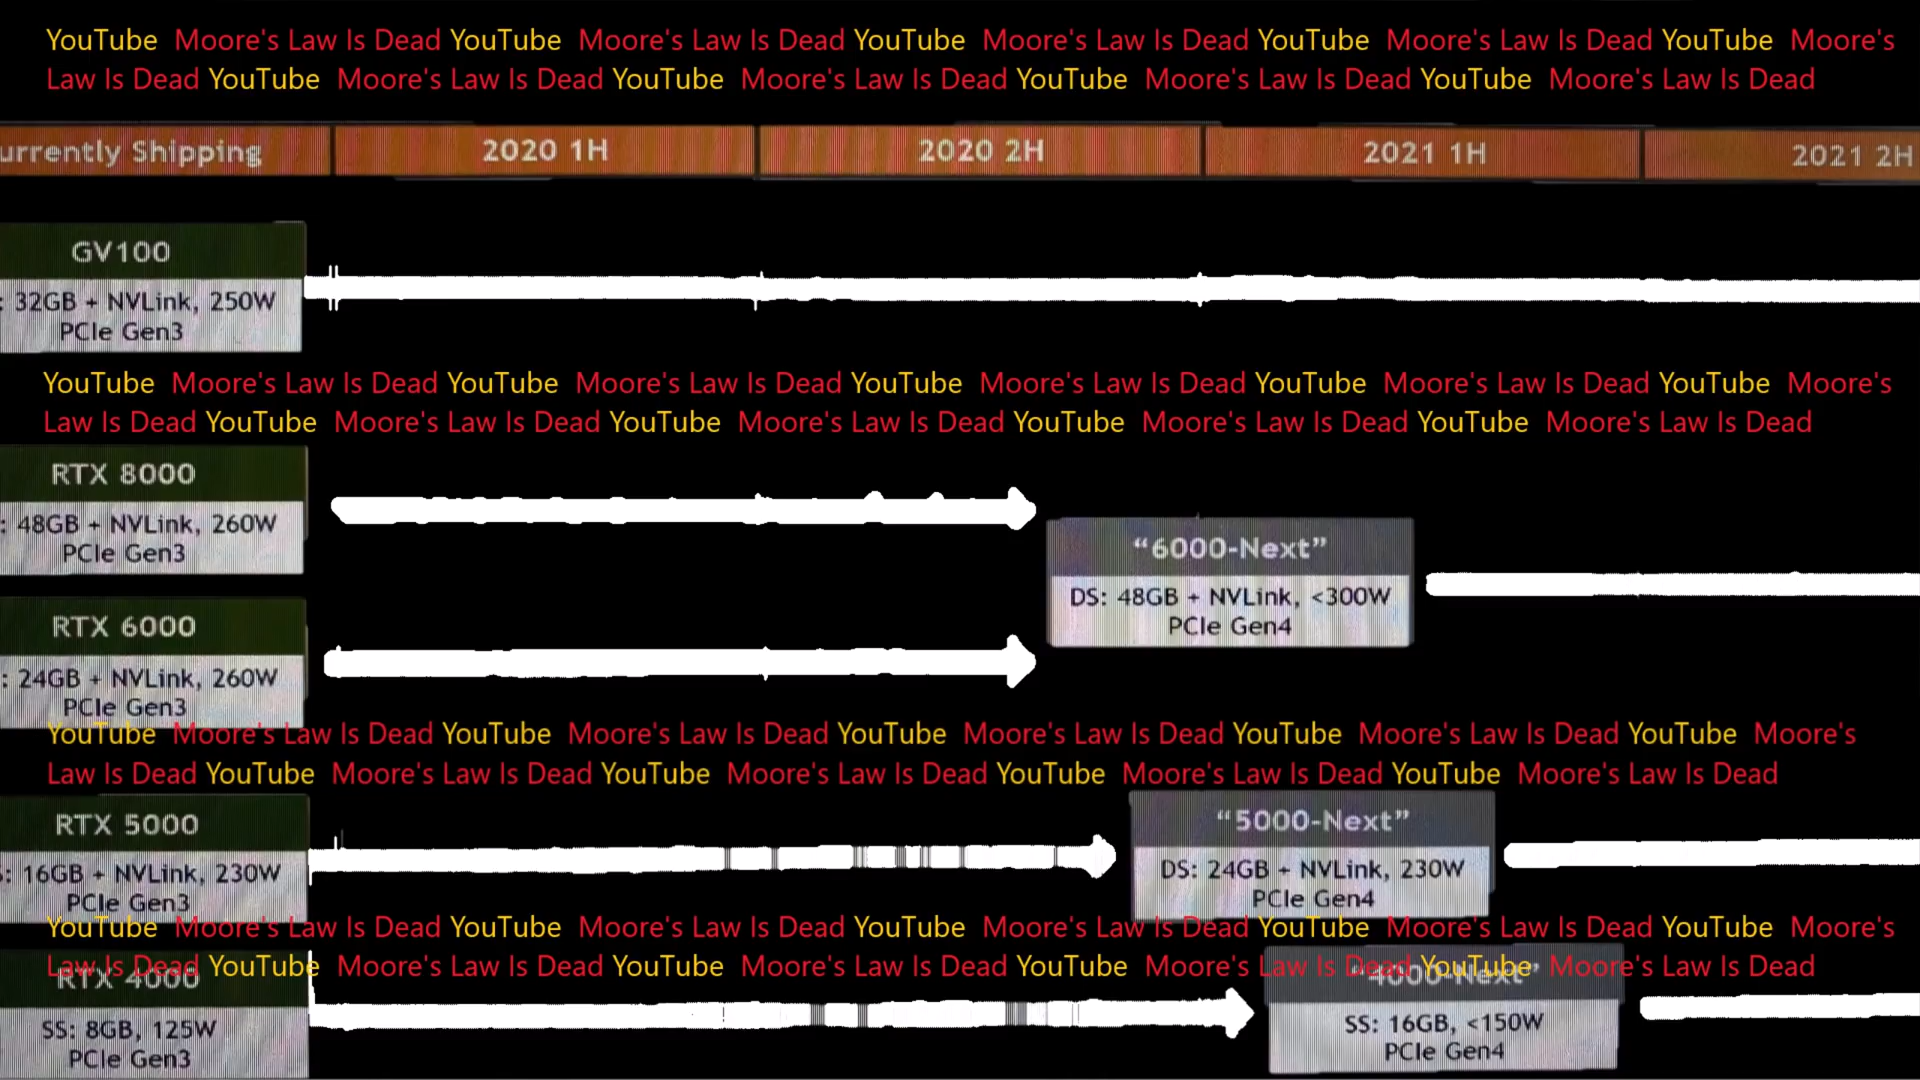 YouTube Moore's Law Is Dead YouTube Moore's Law Is Dead YouTube Moore's Law Is Dead YouTube Moore's Law Is Dead YouTube Moore's
Law Is Dead YouTube Moore's Law Is Dead YouTube Moore's Law Is Dead YouTube Moore's Law Is Dead YouTube Moore's Law Is Dead
urrently Shipping
2020 1H
2020 2H
2021 1H
2021 2H
GV100
: 32GB + NVLink, 250W
PCIe Gen3
YouTube Moore's Law Is Dead YouTube Moore's Law Is Dead YouTube Moore's Law Is Dead YouTube Moore's Law Is Dead YouTube Moore's
Law Is Dead YouTube Moore's Law Is Dead YouTube Moore's Law Is Dead YouTube Moore's Law Is Dead YouTube Moore's Law Is Dead
RTX 8000
: 48GB + NVLink, 260W
PCIe Gen3
"6000-Next"
DS: 48GB + NVLink, <300W
PCIe Gen4
RTX 6000
: 24GB + NVLink, 260W
PCIe Gen3
YouTube Moore's Law Is Dead YouTube Moore's Law Is Dead YouTube Moore's Law Is Dead YouTube Moore's Law Is Dead YouTube Moore's
Law Is Dead YouTube Moore's Law Is Dead YouTube Moore's Law Is Dead YouTube Moore's Law Is Dead YouTube Moore's Law Is Dead
RTX 5000
S: 16GB + NVLink, 230W
PCIe Gen3
"5000-Next"
DS: 24GB + NVLink, 230W
PCIe Gen4
YouTube Moore's Law Is Dead YouTube Moore's Law Is Dead YouTube Moore's Law Is Dead YouTube Moore's Law Is Dead YouTube Moore's
Law Is Dead YouTube Moore's Law Is Dead YouTube Moore's Law Is Dead YouTube Moore's Law Is Dead YouTube Moore's Law Is Dead
RTX 4000
SS: 8GB, 125W
PCIe Gen3
"4000-Next"
SS: 16GB, <150W
PCIe Gen4